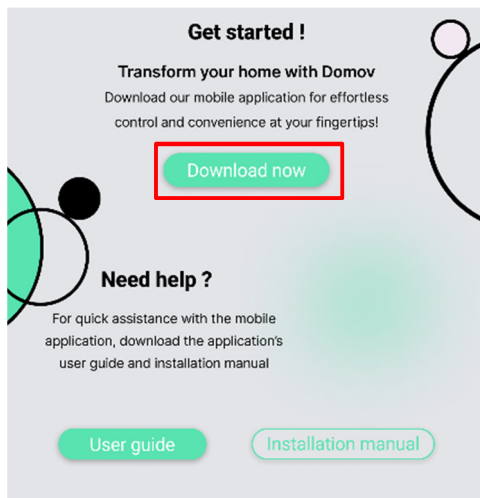 Get started !
Transform your home with Domov
Download our mobile application for effortless
control and convenience at your fingertips!
Download now
Need help ?
For quick assistance with the mobile
application, download the application's
user guide and installation manual
User guide
Installation manual